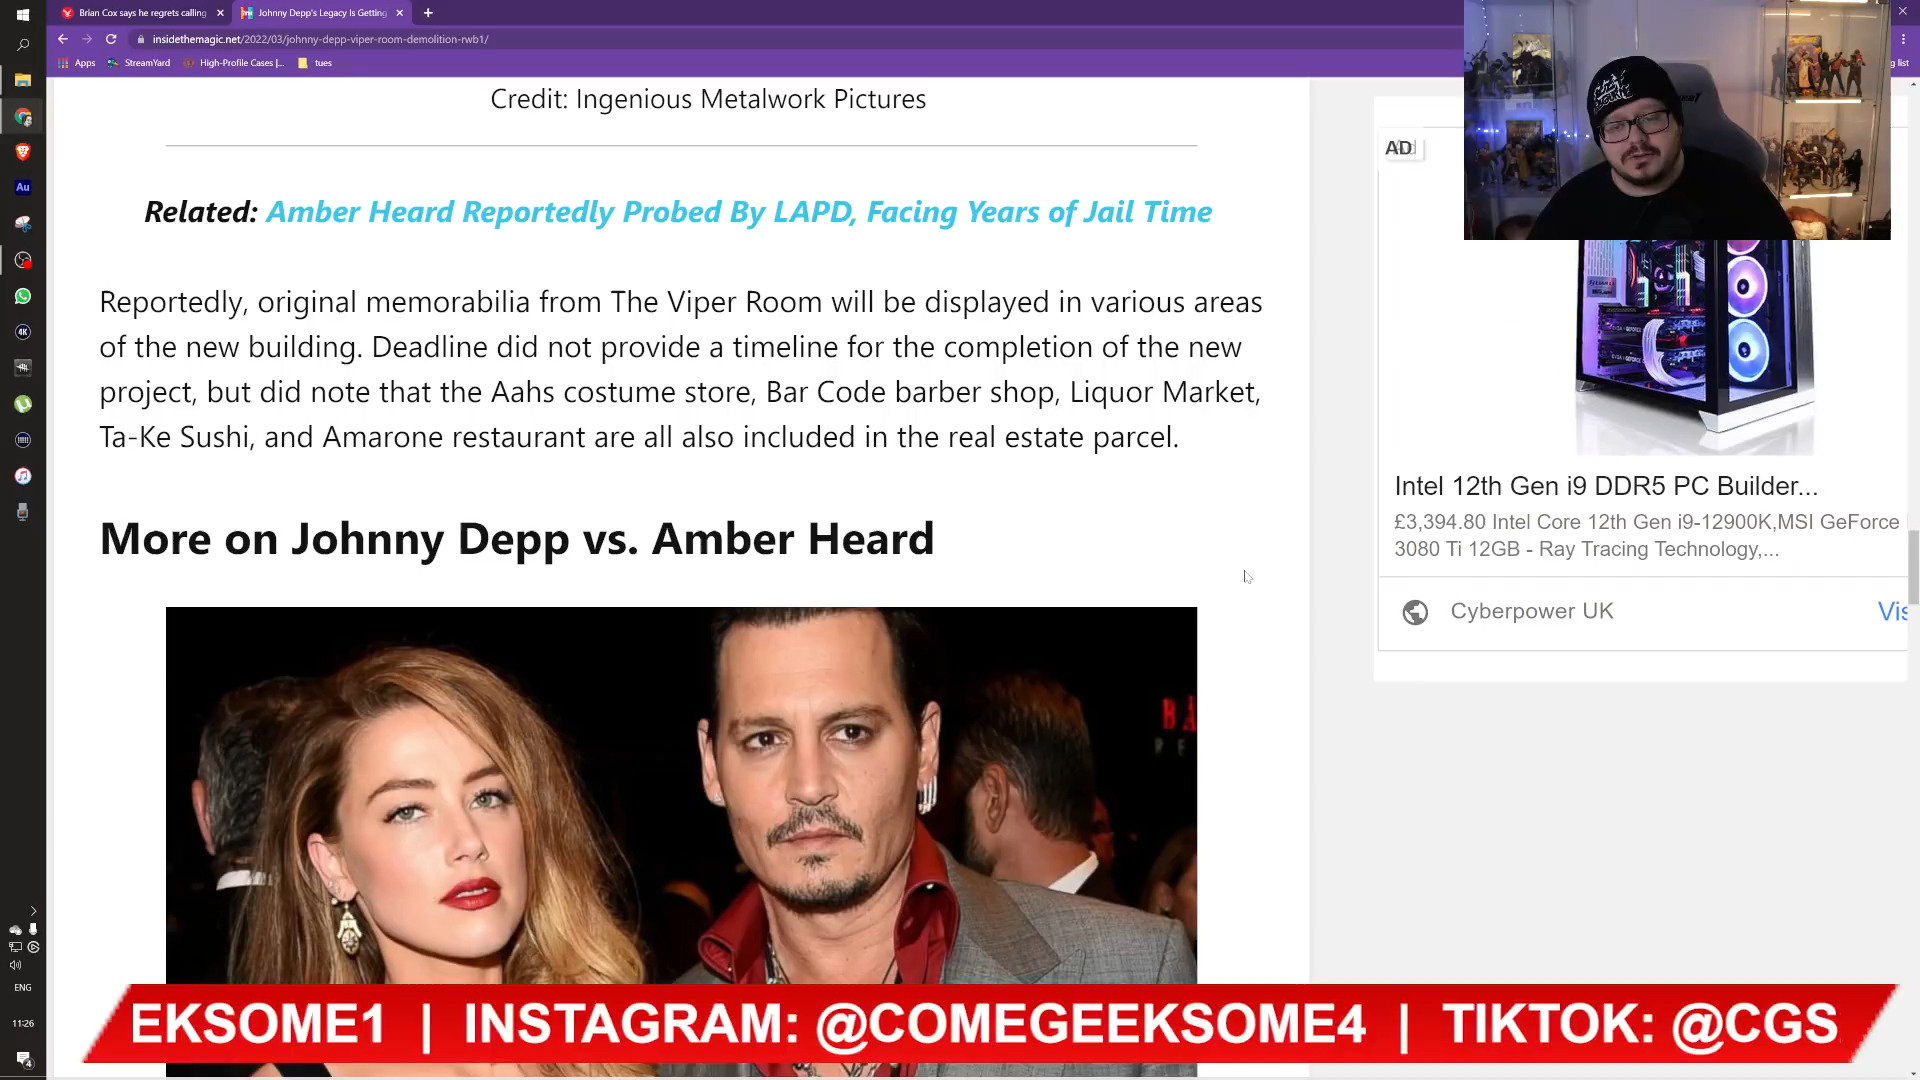 Brian Cox says he regrets calling
Johnny Depp's Legacy Is Getting
insidethemagic.net/2022/03/johnny-depp-viper-room-demolition-rwb1/
Apps
StreamYard
High-Profile Cases |...
tues
g list
Credit: Ingenious Metalwork Pictures
Related: Amber Heard Reportedly Probed By LAPD, Facing Years of Jail Time
Reportedly, original memorabilia from The Viper Room will be displayed in various areas
of the new building. Deadline did not provide a timeline for the completion of the new
project, but did note that the Aahs costume store, Bar Code barber shop, Liquor Market,
Ta-Ke Sushi, and Amarone restaurant are all also included in the real estate parcel.
More on Johnny Depp vs. Amber Heard
AD
Intel 12th Gen i9 DDR5 PC Builder...
£3,394.80 Intel Core 12th Gen i9-12900K,MSI GeForce
3080 Ti 12GB - Ray Tracing Technology,...
Cyberpower UK
Vis
Au
4K
ENG
11:26
4
EKSOME1 | INSTAGRAM: @COMEGEEKSOME4 | TIKTOK: @CGS